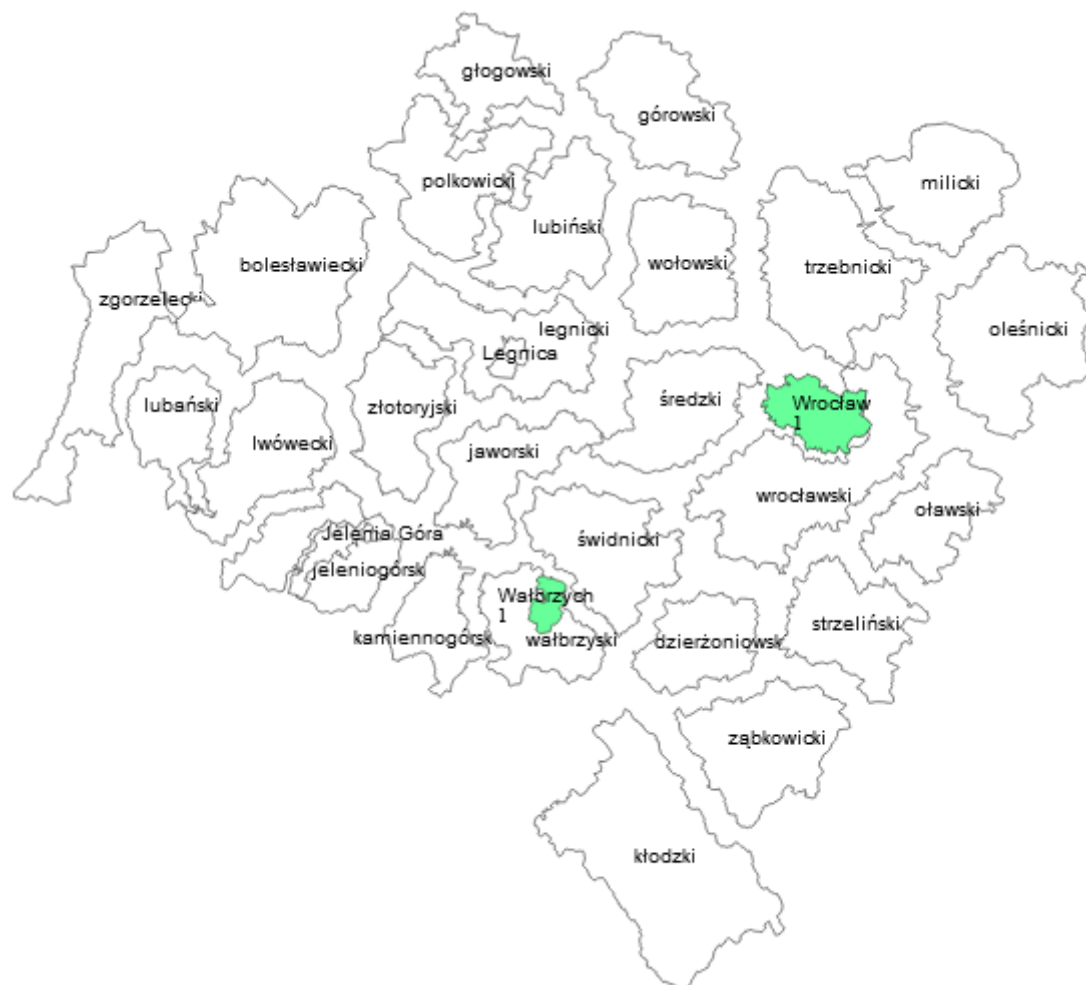 głogowski
górowski
polkowicki
milicki
lubiński
wołowski
trzebnicki
bolesławiecki
zgorzelecki
legnicki
oleśnicki
Legnica
lubański
złotoryjski
średzki
Wrocław
1
lwówecki
jaworski
wrocławski
oławski
Jelenia Góra
świdnicki
jeleniogórsk
Wałbrzych
1
kamiennogórsk
wałbrzyski
dzierżoniowsk
strzeliński
ząbkowicki
kłodzki